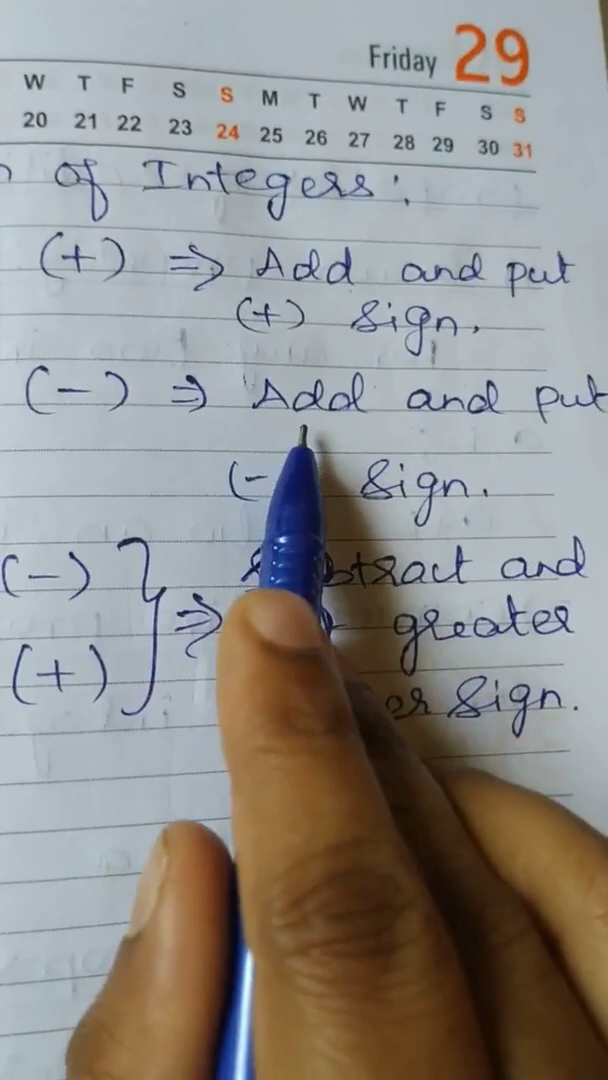 Friday 29
W T F S S M T W T F S S
20 21 22 23 24 25 26 27 28 29 30 31
of Integers:
(+) ⇒ Add and put
(+) Sign.
(-) ⇒ Add and put
(- Sign.
(-) and
(+) ⇒ greater
Sign.